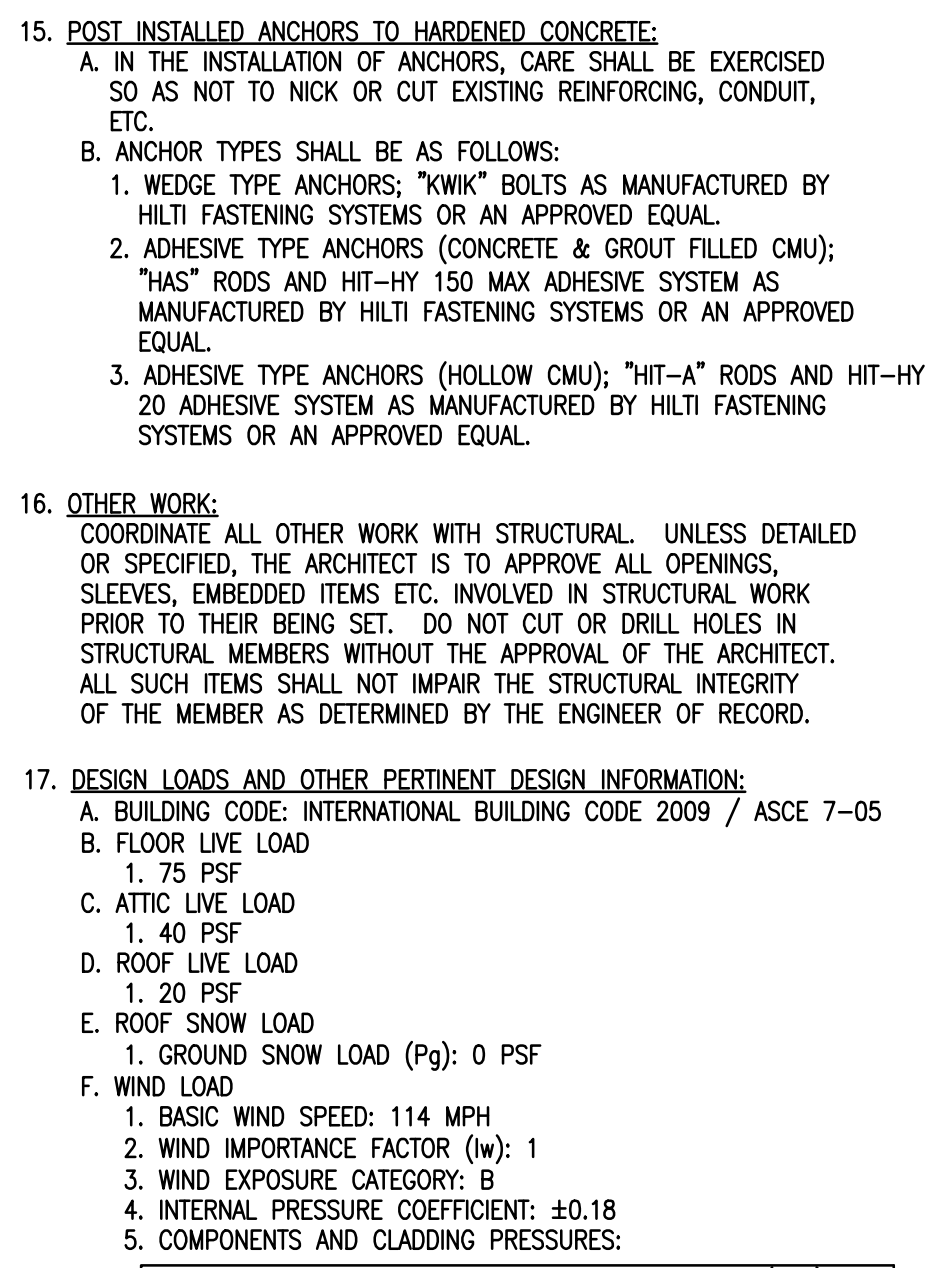 15. POST INSTALLED ANCHORS TO HARDENED CONCRETE:
A. IN THE INSTALLATION OF ANCHORS, CARE SHALL BE EXERCISED
SO AS NOT TO NICK OR CUT EXISTING REINFORCING, CONDUIT,
ETC.
B. ANCHOR TYPES SHALL BE AS FOLLOWS:
1. WEDGE TYPE ANCHORS; "KWIK" BOLTS AS MANUFACTURED BY
HILTI FASTENING SYSTEMS OR AN APPROVED EQUAL.
2. ADHESIVE TYPE ANCHORS (CONCRETE & GROUT FILLED CMU);
"HAS" RODS AND HIT-HY 150 MAX ADHESIVE SYSTEM AS
MANUFACTURED BY HILTI FASTENING SYSTEMS OR AN APPROVED
EQUAL.
3. ADHESIVE TYPE ANCHORS (HOLLOW CMU); "HIT-A" RODS AND HIT-HY
20 ADHESIVE SYSTEM AS MANUFACTURED BY HILTI FASTENING
SYSTEMS OR AN APPROVED EQUAL.
16. OTHER WORK:
COORDINATE ALL OTHER WORK WITH STRUCTURAL. UNLESS DETAILED
OR SPECIFIED, THE ARCHITECT IS TO APPROVE ALL OPENINGS,
SLEEVES, EMBEDDED ITEMS ETC. INVOLVED IN STRUCTURAL WORK
PRIOR TO THEIR BEING SET. DO NOT CUT OR DRILL HOLES IN
STRUCTURAL MEMBERS WITHOUT THE APPROVAL OF THE ARCHITECT.
ALL SUCH ITEMS SHALL NOT IMPAIR THE STRUCTURAL INTEGRITY
OF THE MEMBER AS DETERMINED BY THE ENGINEER OF RECORD.
17. DESIGN LOADS AND OTHER PERTINENT DESIGN INFORMATION:
A. BUILDING CODE: INTERNATIONAL BUILDING CODE 2009 / ASCE 7-05
B. FLOOR LIVE LOAD
1. 75 PSF
C. ATTIC LIVE LOAD
1. 40 PSF
D. ROOF LIVE LOAD
1. 20 PSF
E. ROOF SNOW LOAD
1. GROUND SNOW LOAD (Pg): 0 PSF
F. WIND LOAD
1. BASIC WIND SPEED: 114 MPH
2. WIND IMPORTANCE FACTOR (Iw): 1
3. WIND EXPOSURE CATEGORY: B
4. INTERNAL PRESSURE COEFFICIENT: ±0.18
5. COMPONENTS AND CLADDING PRESSURES: